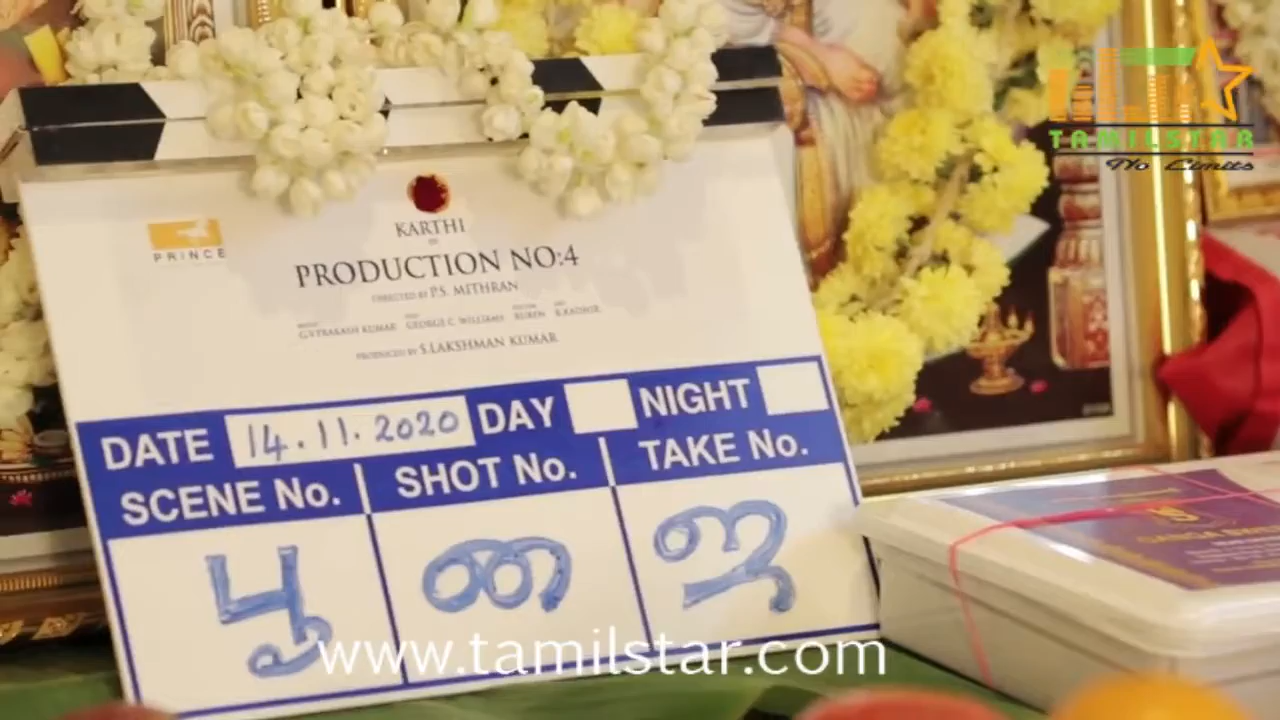 TAMILSTAR
No Limits
PRINCE
KARTHI
IN
PRODUCTION NO:4
DIRECTED BY P.S. MITHRAN
G.V.PRAKASH KUMAR GEORGE C. WILLIAMS RUBEN K.KADHIR
PRODUCED BY S.LAKSHMAN KUMAR
DATE 14.11.2020 DAY NIGHT
SCENE No. SHOT No. TAKE No.
பூ ை ஜ
www.tamilstar.com